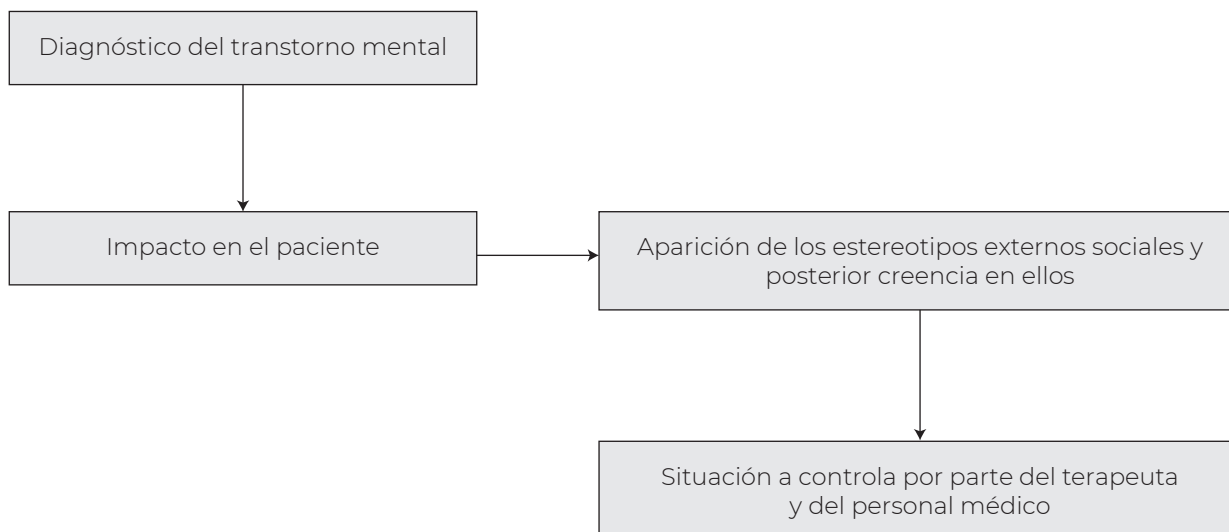 Diagnóstico del transtorno mental
Impacto en el paciente
Aparición de los estereotipos externos sociales y
posterior creencia en ellos
Situación a controla por parte del terapeuta
y del personal médico